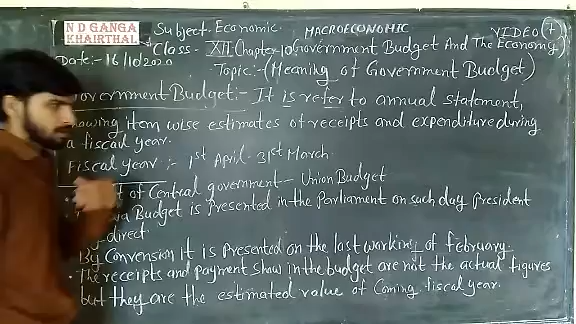 N D GANGA
KHAIRTHAL
Subject. Economic. MACROECONOMIC VIDEO 7
Class- XII Chapter-10 Government Budget And The Economy)
Date:- 16/10/2020
Topic:- (Meaning of Government Budget)
Government Budget:- It is refer to annual statement,
howing item wise estimates of receipts and expenditure during
a fiscal year.
Fiscal year :- 1st April - 31st March
of Central government - Union Budget
Budget is presented in the Parliament on such day president
direct.
By Convension it is presented on the last working of february.
• The receipts and payment show in the budget are not the actual figures
but they are the estimated value of Coming fiscal year.